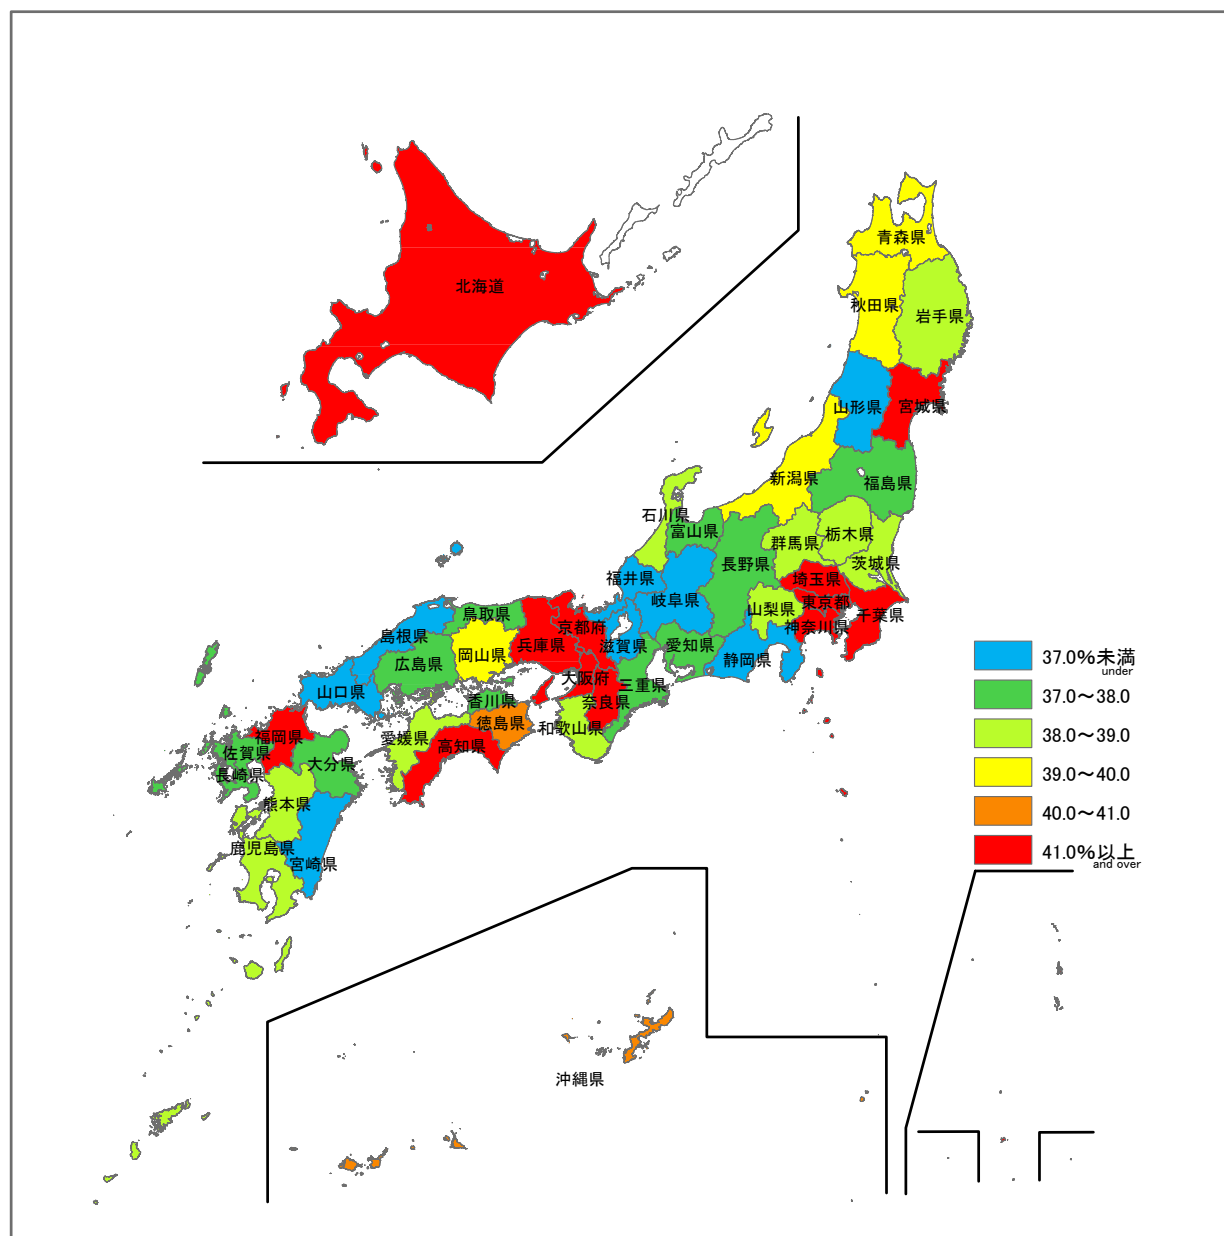 北海道
青森県
秋田県
岩手県
山形県
宮城県
新潟県
福島県
石川県
富山県
群馬県
栃木県
長野県
茨城県
福井県
埼玉県
岐阜県
東京都
山梨県
千葉県
鳥取県
京都府
神奈川県
島根県
兵庫県
滋賀県
愛知県
岡山県
静岡県
広島県
大阪府
三重県
山口県
香川県
奈良県
徳島県
和歌山県
福岡県
愛媛県
高知県
佐賀県
大分県
長崎県
熊本県
鹿児島県
宮崎県
沖縄県
37.0%未満
under
37.0～38.0
38.0～39.0
39.0～40.0
40.0～41.0
41.0%以上
and over